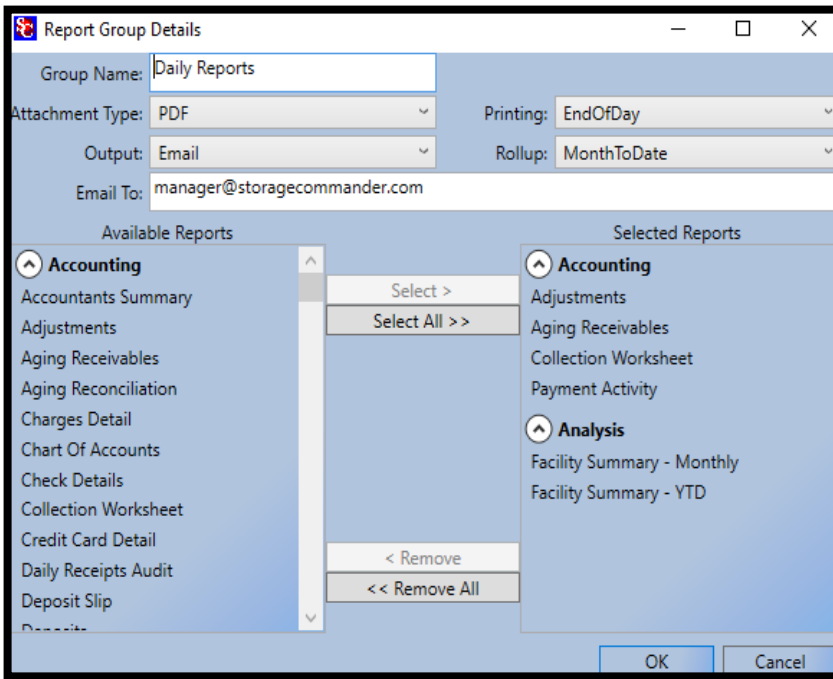 SC Report Group Details
Group Name: Daily Reports
Attachment Type: PDF Printing: EndOfDay
Output: Email Rollup: MonthToDate
Email To: manager@storagecommander.com
Available Reports
Accounting
Accountants Summary
Adjustments
Aging Receivables
Aging Reconciliation
Charges Detail
Chart Of Accounts
Check Details
Collection Worksheet
Credit Card Detail
Daily Receipts Audit
Deposit Slip
Deposits
Select >
Select All >>
< Remove
<< Remove All
Selected Reports
Accounting
Adjustments
Aging Receivables
Collection Worksheet
Payment Activity
Analysis
Facility Summary - Monthly
Facility Summary - YTD
OK Cancel